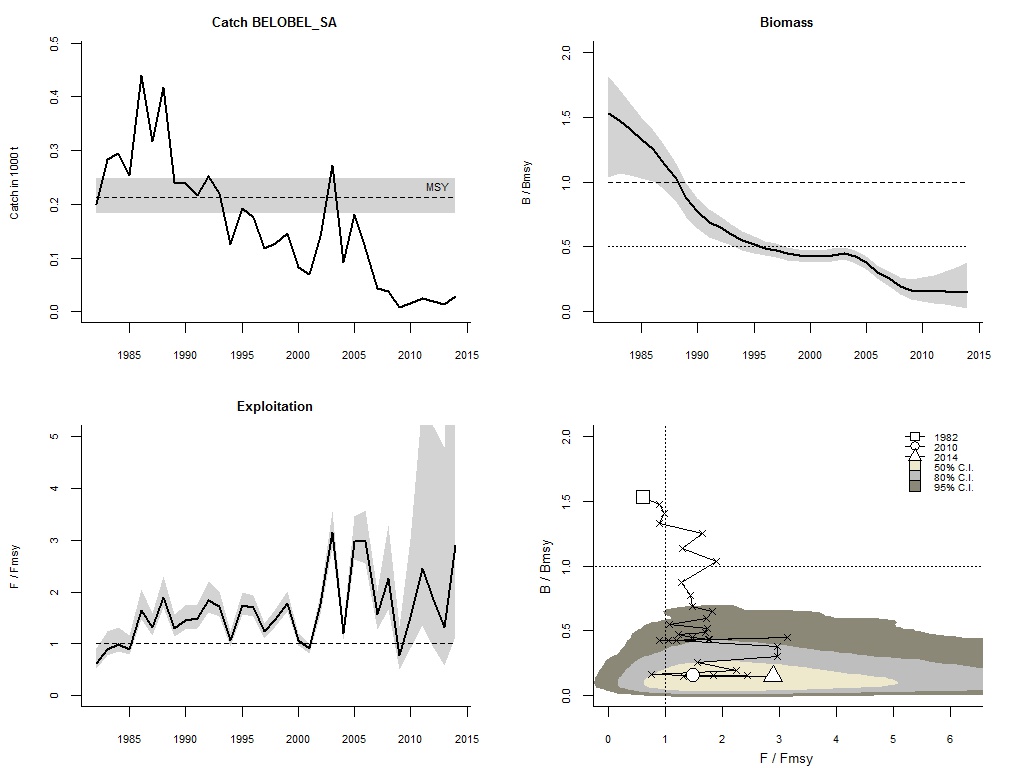 Catch BELOBEL_SA
Catch in 1000 t
0.5
0.4
0.3
0.2
0.1
0.0
MSY
1985 1990 1995 2000 2005 2010 2015
Biomass
B / Bmsy
2.0
1.5
1.0
0.5
0.0
1985 1990 1995 2000 2005 2010 2015
Exploitation
F / Fmsy
5
4
3
2
1
0
1985 1990 1995 2000 2005 2010 2015
B / Bmsy
2.0
1.5
1.0
0.5
0.0
1982
2010
2014
50% C.I.
80% C.I.
95% C.I.
0 1 2 3 4 5 6
F / Fmsy